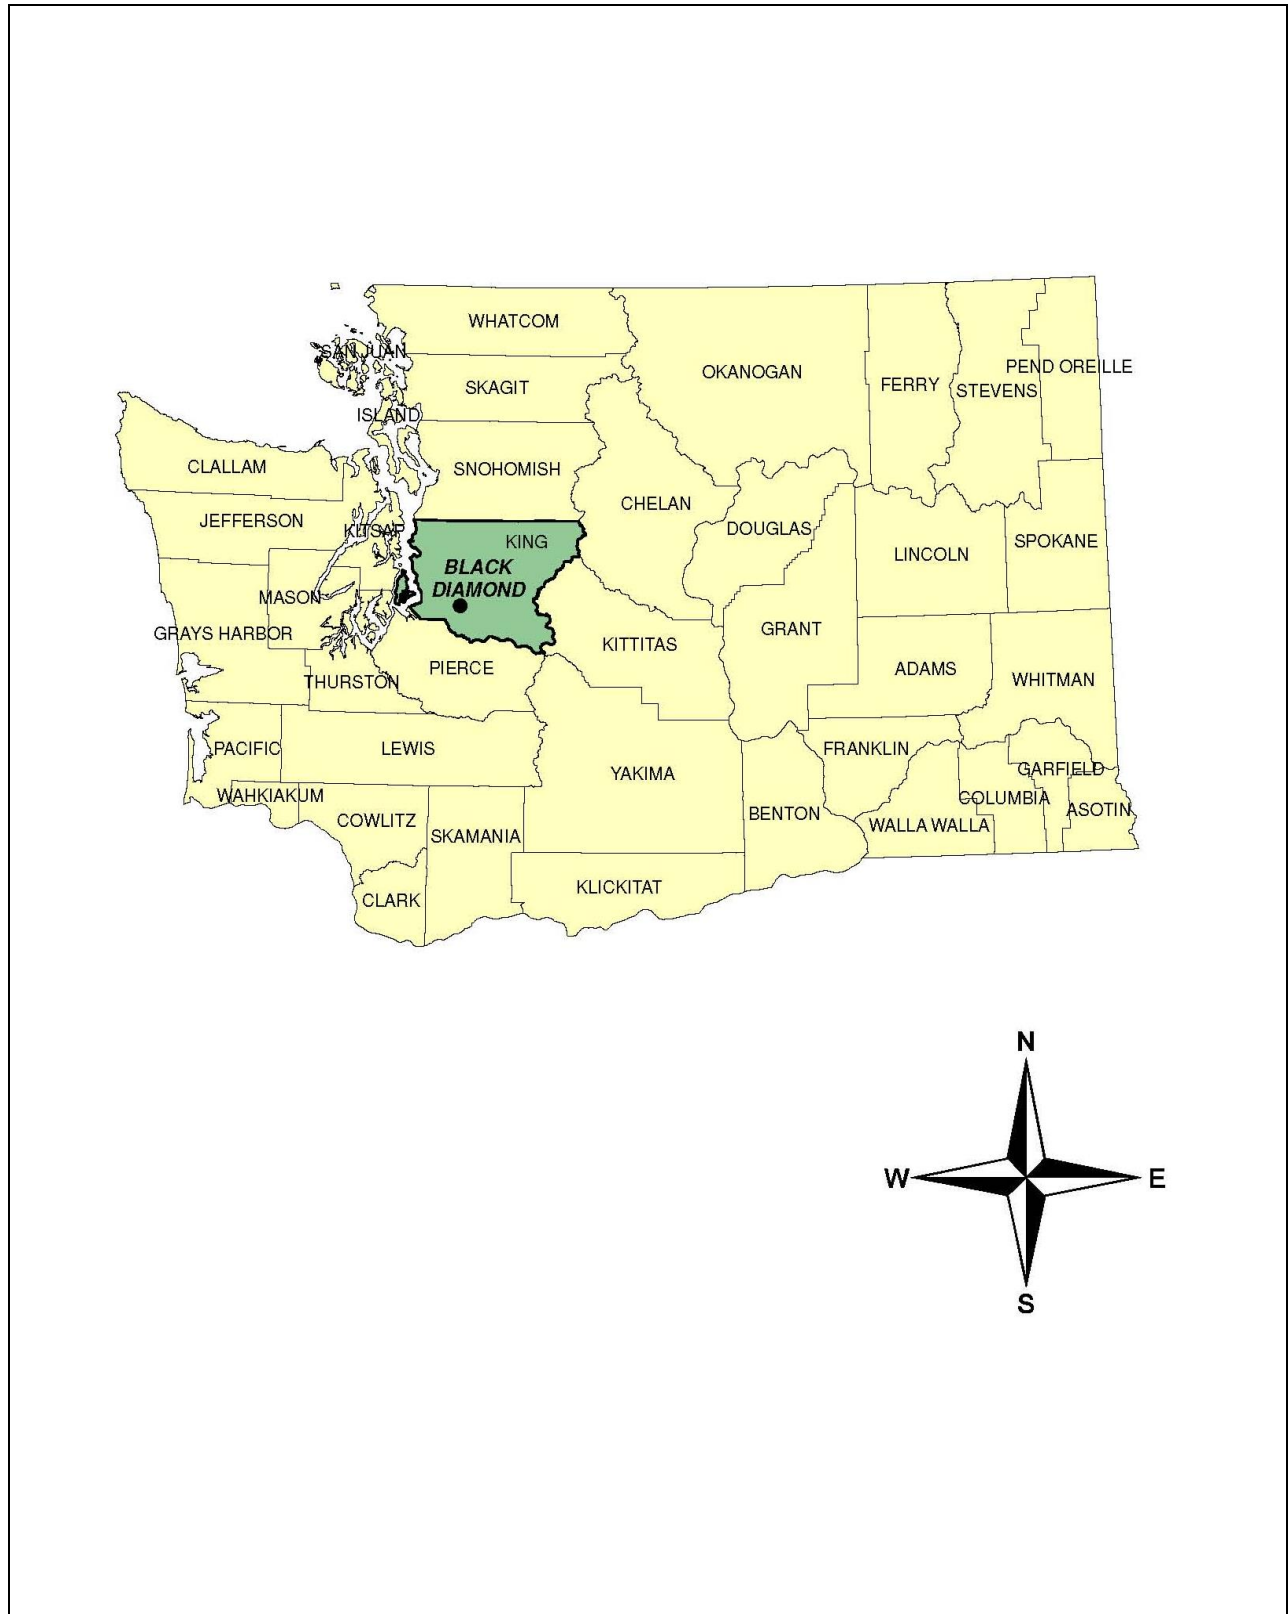 WHATCOM
SAN JUAN
PEND OREILLE
OKANOGAN
FERRY
STEVENS
SKAGIT
ISLAND
CLALLAM
SNOHOMISH
CHELAN
JEFFERSON
KITSAP
DOUGLAS
KING
SPOKANE
LINCOLN
BLACK
DIAMOND
MASON
GRAYS HARBOR
GRANT
KITTITAS
PIERCE
ADAMS
THURSTON
WHITMAN
PACIFIC
LEWIS
FRANKLIN
GARFIELD
YAKIMA
WAHKIAKUM
COLUMBIA
ASOTIN
BENTON
COWLITZ
WALLA WALLA
SKAMANIA
KLICKITAT
CLARK
N
W
E
S